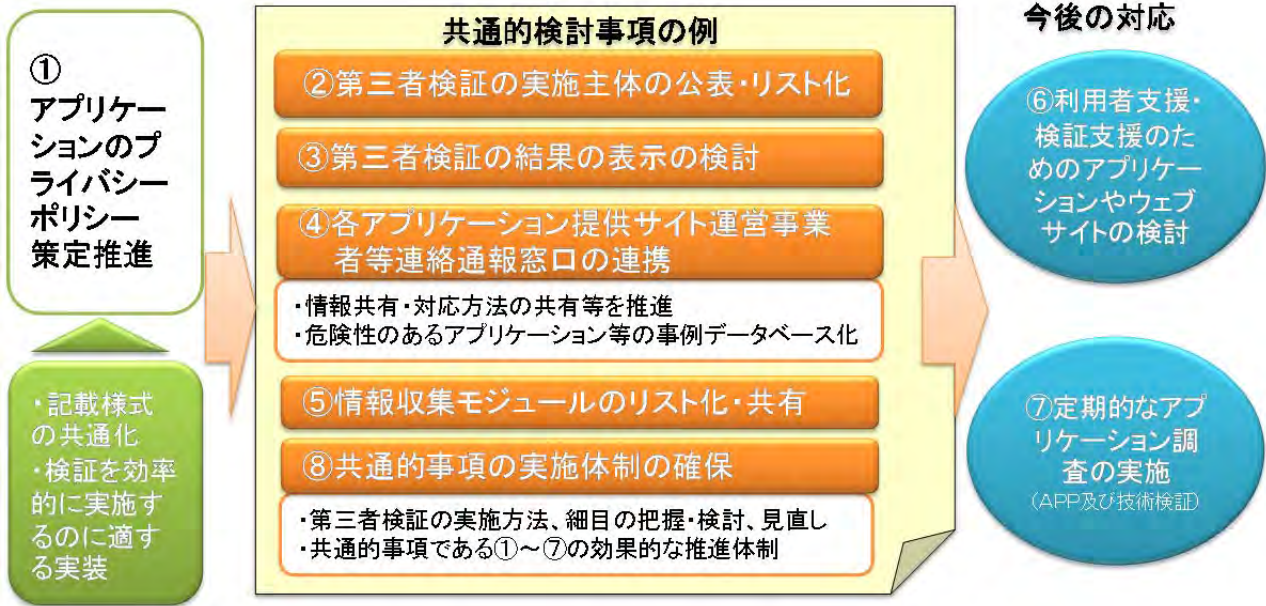 ①
アプリケー
ションのプ
ライバシー
ポリシー
策定推進
・記載様式
の共通化
・検証を効率
的に実施す
るのに適す
る実装
共通的検討事項の例
②第三者検証の実施主体の公表・リスト化
③第三者検証の結果の表示の検討
④各アプリケーション提供サイト運営事業
者等連絡通報窓口の連携
・情報共有・対応方法の共有等を推進
・危険性のあるアプリケーション等の事例データベース化
⑤情報収集モジュールのリスト化・共有
⑧共通的事項の実施体制の確保
・第三者検証の実施方法、細目の把握・検討、見直し
・共通的事項である①～⑦の効果的な推進体制
今後の対応
⑥利用者支援・
検証支援のた
めのアプリケー
ションやウェブ
サイトの検討
⑦定期的なアプ
リケーション調
査の実施
(APP及び技術検証)